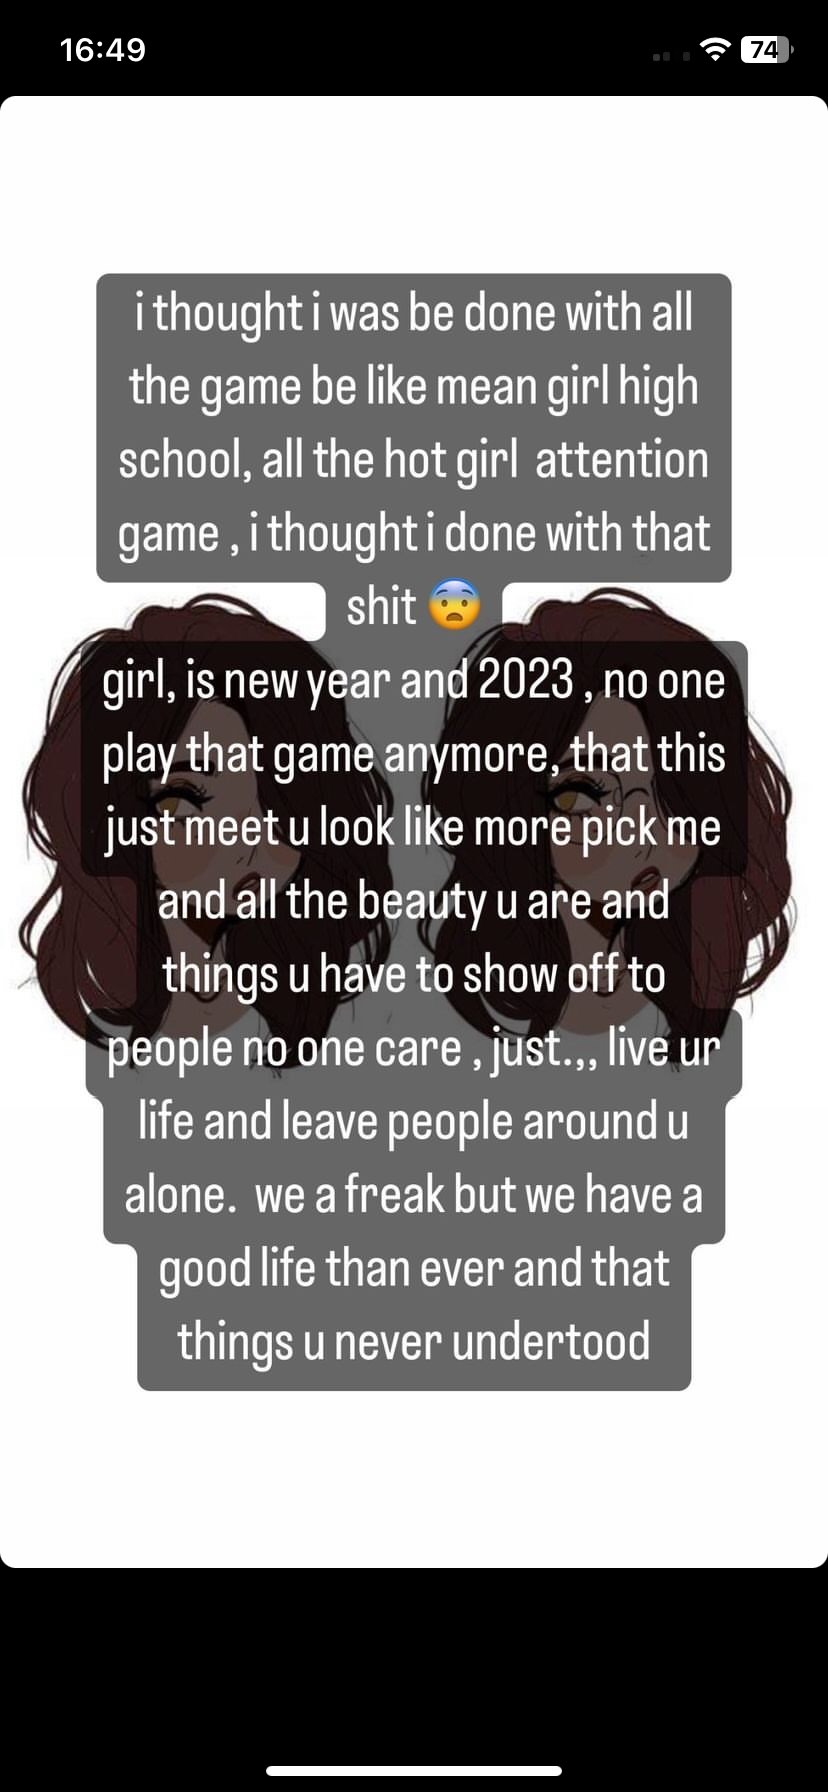 16:49
74
i thought i was be done with all
the game be like mean girl high
school, all the hot girl  attention
game , i thought i done with that
shit 😨
girl, is new year and 2023 , no one
play that game anymore, that this
just meet u look like more pick me
and all the beauty u are and
things u have to show off to
people no one care , just.,, live ur
life and leave people around u
alone.  we a freak but we have a
good life than ever and that
things u never undertood